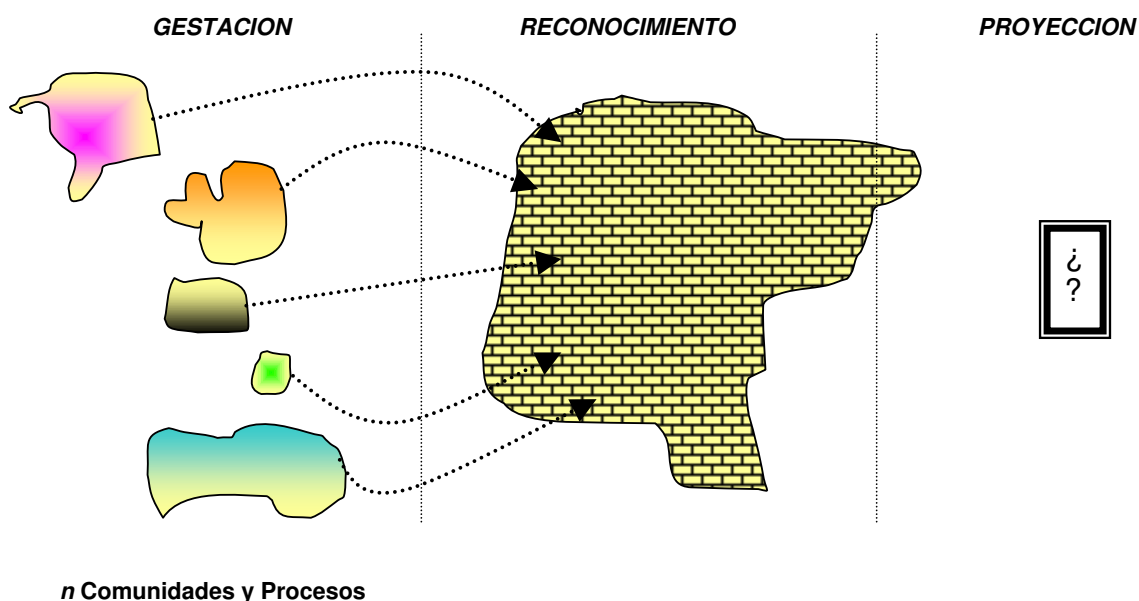 GESTACION RECONOCIMIENTO PROYECCION
¿
?
n Comunidades y Procesos